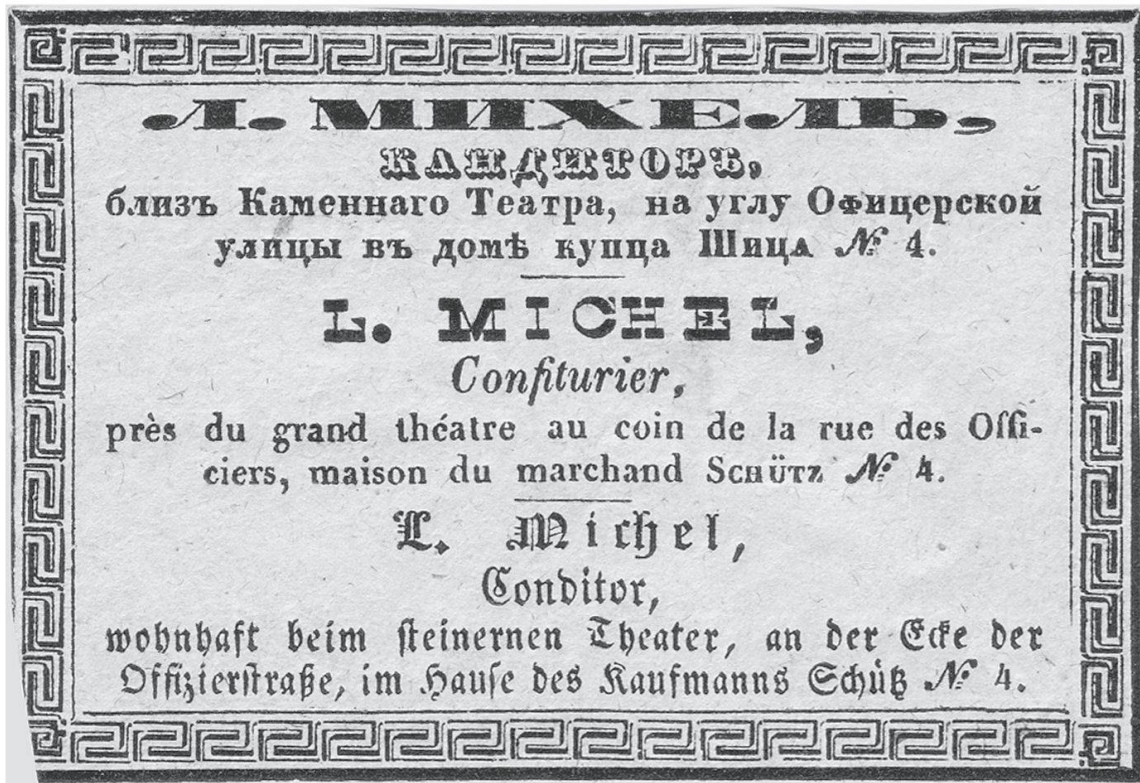 Л. МИХЕЛЬ,
КАНДИТОРЪ,
близъ Каменнаго Театра, на углу Офицерской
улицы въ домѣ купца Шица № 4.
L. MICHEL,
Confiturier,
près du grand théatre au coin de la rue des Offi-
ciers, maison du marchand Schütz № 4.
L. Michel,
Conditor,
wohnhaft beim steinernen Theater, an der Ecke der
Offizierstraße, im Hause des Kaufmanns Schütz № 4.